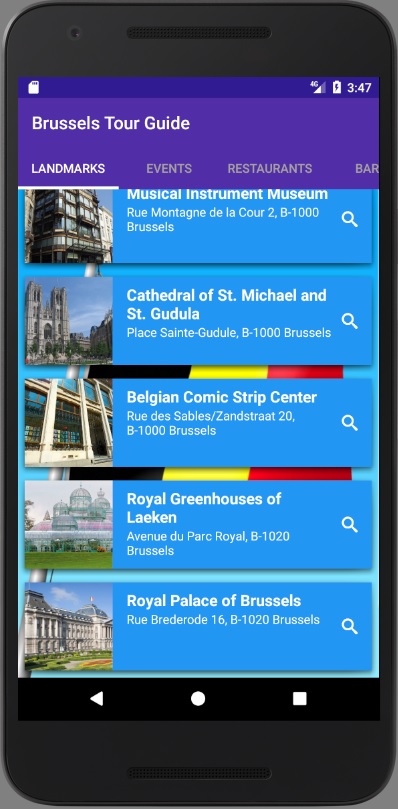 4G 3:47
Brussels Tour Guide
LANDMARKS EVENTS RESTAURANTS BAR
Musical Instrument Museum
Rue Montagne de la Cour 2, B-1000
Brussels
Cathedral of St. Michael and
St. Gudula
Place Sainte-Gudule, B-1000 Brussels
Belgian Comic Strip Center
Rue des Sables/Zandstraat 20,
B-1000 Brussels
Royal Greenhouses of
Laeken
Avenue du Parc Royal, B-1020
Brussels
Royal Palace of Brussels
Rue Brederode 16, B-1020 Brussels